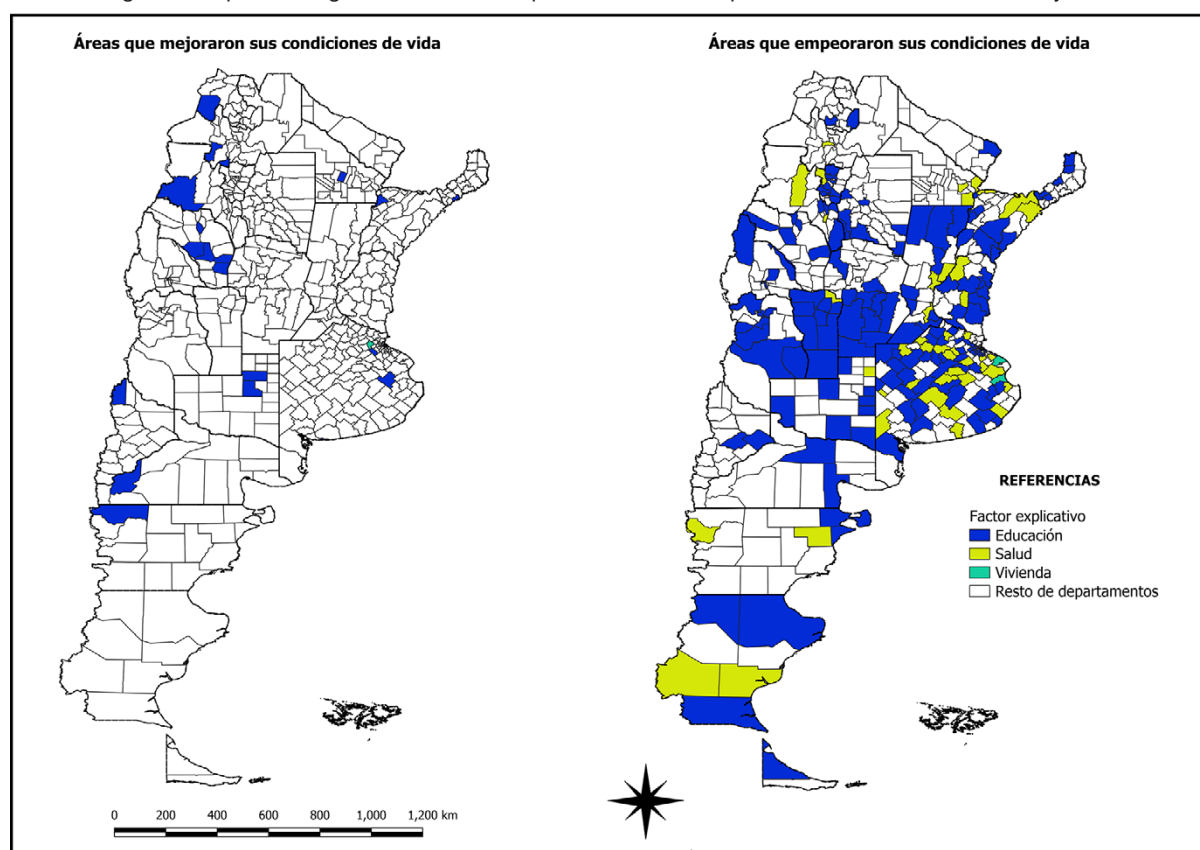 Áreas que mejoraron sus condiciones de vida
Áreas que empeoraron sus condiciones de vida
REFERENCIAS
Factor explicativo
Educación
Salud
Vivienda
Resto de departamentos
0 200 400 600 800 1,000 1,200 km